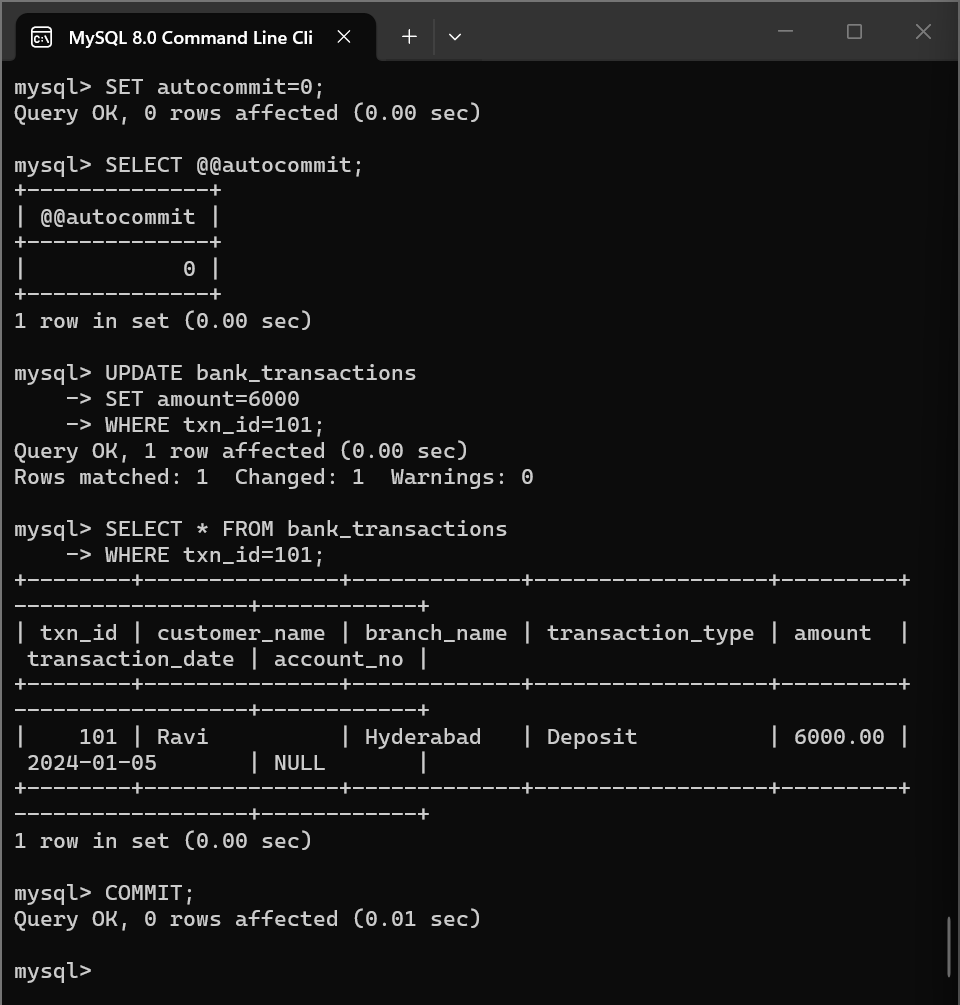 MySQL 8.0 Command Line Cli
mysql> SET autocommit=0;
Query OK, 0 rows affected (0.00 sec)
mysql> SELECT @@autocommit;
+--------------+
| @@autocommit |
+--------------+
|            0 |
+--------------+
1 row in set (0.00 sec)
mysql> UPDATE bank_transactions
    -> SET amount=6000
    -> WHERE txn_id=101;
Query OK, 1 row affected (0.00 sec)
Rows matched: 1  Changed: 1  Warnings: 0
mysql> SELECT * FROM bank_transactions
    -> WHERE txn_id=101;
+--------+---------------+-------------+------------------+---------+
------------------+------------+
| txn_id | customer_name | branch_name | transaction_type | amount  |
 transaction_date | account_no |
+--------+---------------+-------------+------------------+---------+
------------------+------------+
|    101 | Ravi          | Hyderabad   | Deposit          | 6000.00 |
 2024-01-05       | NULL       |
+--------+---------------+-------------+------------------+---------+
------------------+------------+
1 row in set (0.00 sec)
mysql> COMMIT;
Query OK, 0 rows affected (0.01 sec)
mysql>